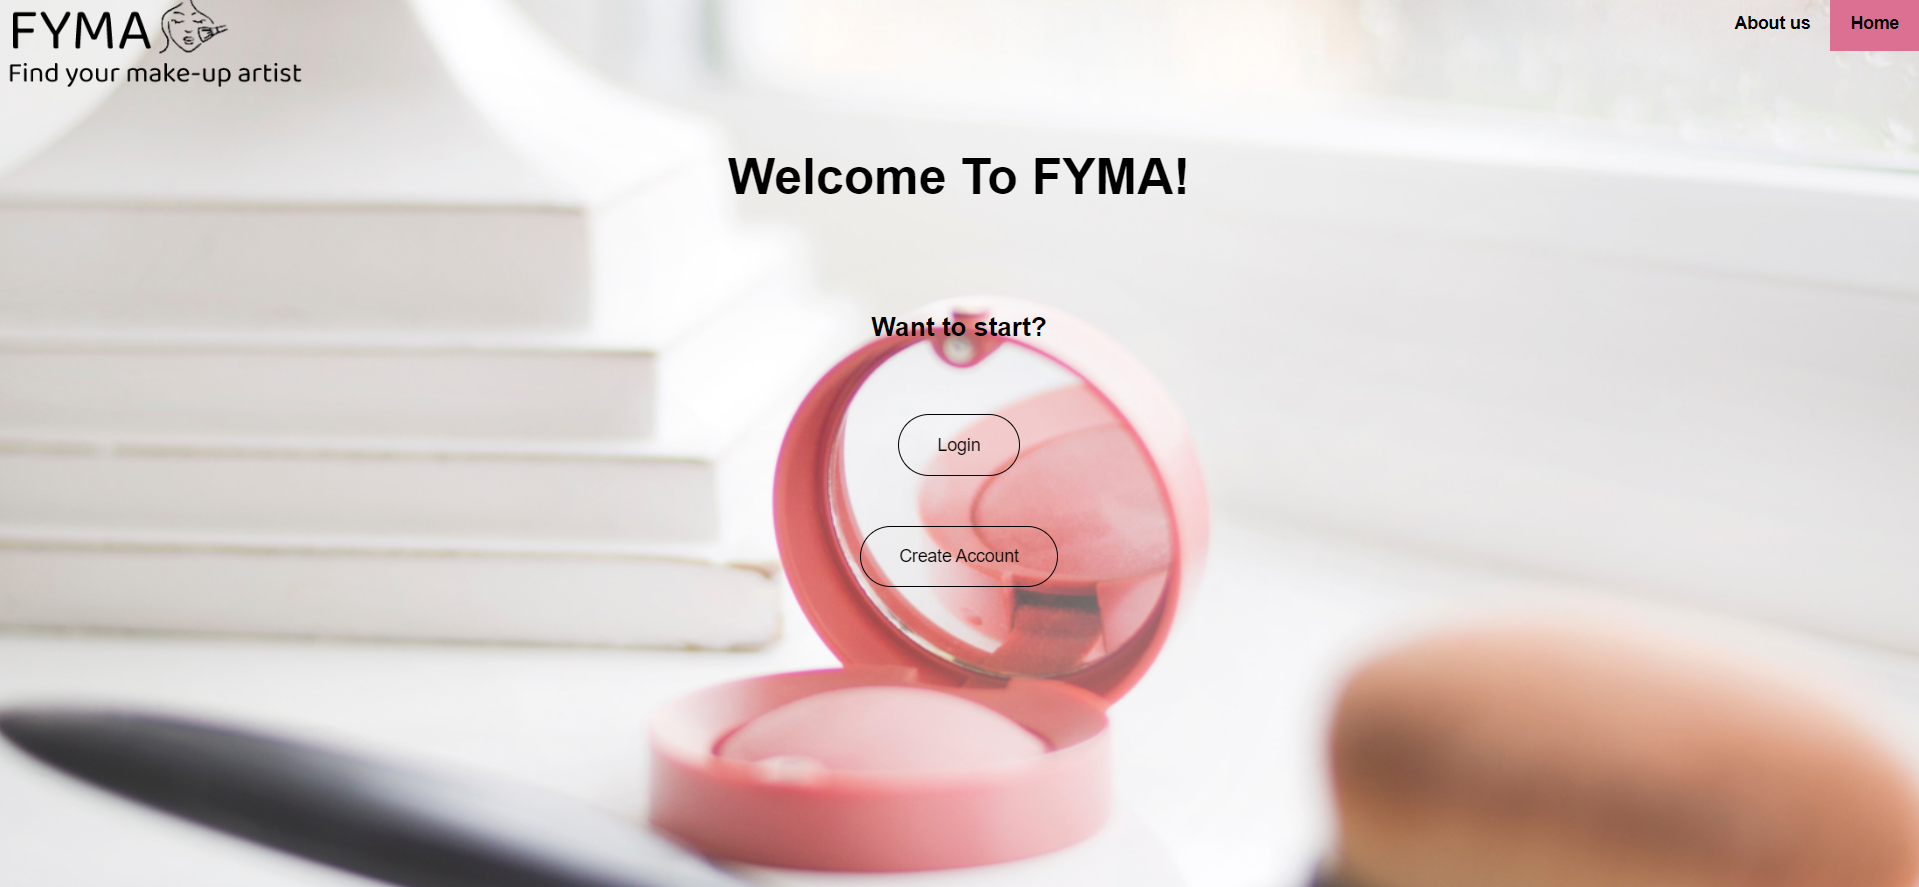 FYMA
Find your make-up artist
About us
Home
Welcome To FYMA!
Want to start?
Login
Create Account